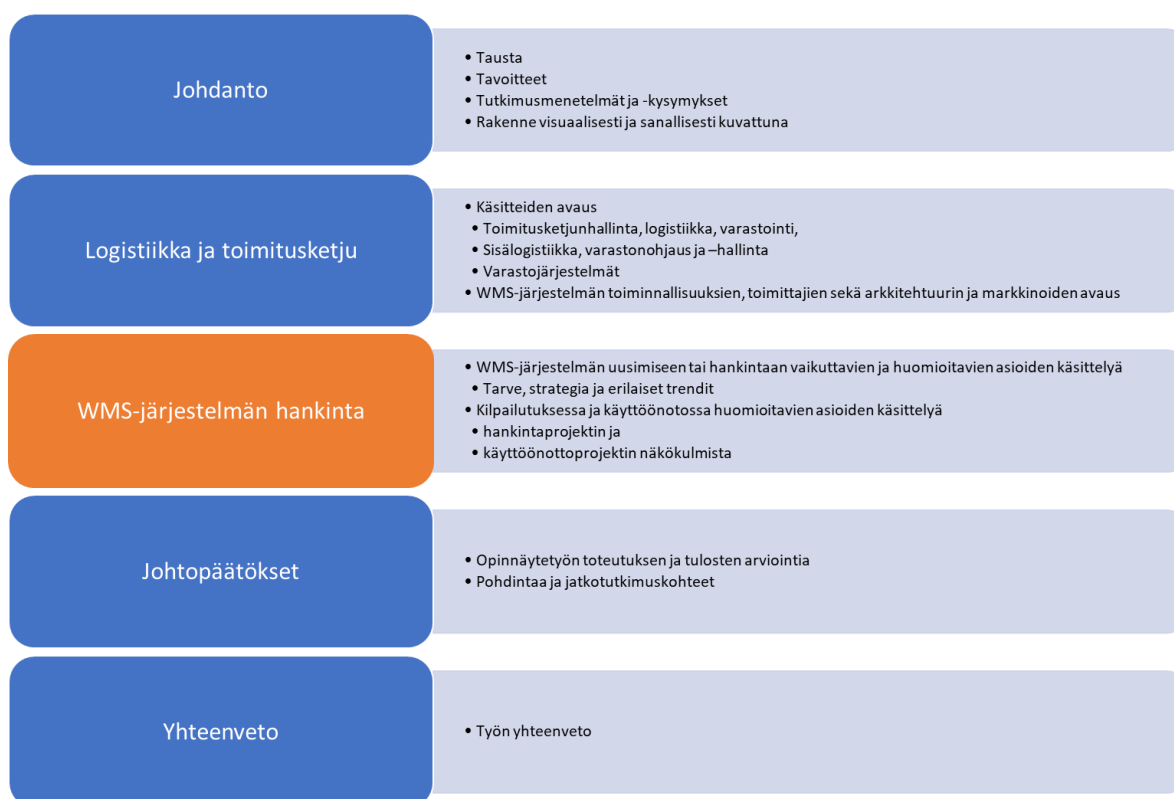 Johdanto
• Tausta
• Tavoitteet
• Tutkimusmenetelmät ja -kysymykset
• Rakenne visuaalisesti ja sanallisesti kuvattuna
Logistiikka ja toimitusketju
• Käsitteiden avaus
• Toimitusketjunhallinta, logistiikka, varastointi,
• Sisälogistiikka, varastonohjaus ja –hallinta
• Varastojärjestelmät
• WMS-järjestelmän toiminnallisuuksien, toimittajien sekä arkkitehtuurin ja markkinoiden avaus
WMS-järjestelmän hankinta
• WMS-järjestelmän uusimiseen tai hankintaan vaikuttavien ja huomioitavien asioiden käsittelyä
• Tarve, strategia ja erilaiset trendit
• Kilpailutuksessa ja käyttöönotossa huomioitavien asioiden käsittelyä
• hankintaprojektin ja
• käyttöönottoprojektin näkökulmista
Johtopäätökset
• Opinnäytetyön toteutuksen ja tulosten arviointia
• Pohdintaa ja jatkotutkimuskohteet
Yhteenveto
• Työn yhteenveto